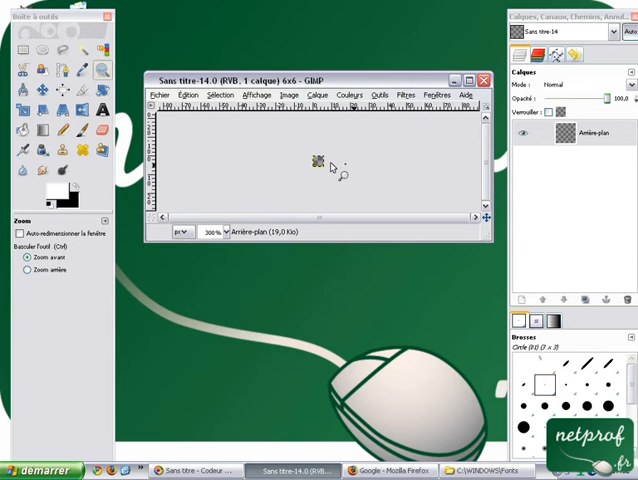 Boîte à outils
Zoom
Auto-redimensionner la fenêtre
Basculer l'outil (Ctrl)
Zoom avant
Zoom arrière
Sans titre-14.0 (RVB, 1 calque) 6x6 - GIMP
Fichier Édition Sélection Affichage Image Calque Couleurs Outils Filtres Fenêtres Aide
px 300% Arrière-plan (19,0 Kio)
Calques, Canaux, Chemins, Annul...
Sans titre-14 Auto
Calques
Mode : Normal
Opacité : 100,0
Verrouiller :
Arrière-plan
Brosses
Circle (03) (7 x 7)
netprof
.fr
démarrer Sans titre - Codeur ... Sans titre-14.0 (RVB, ... Google - Mozilla Firefox C:\WINDOWS\Fonts